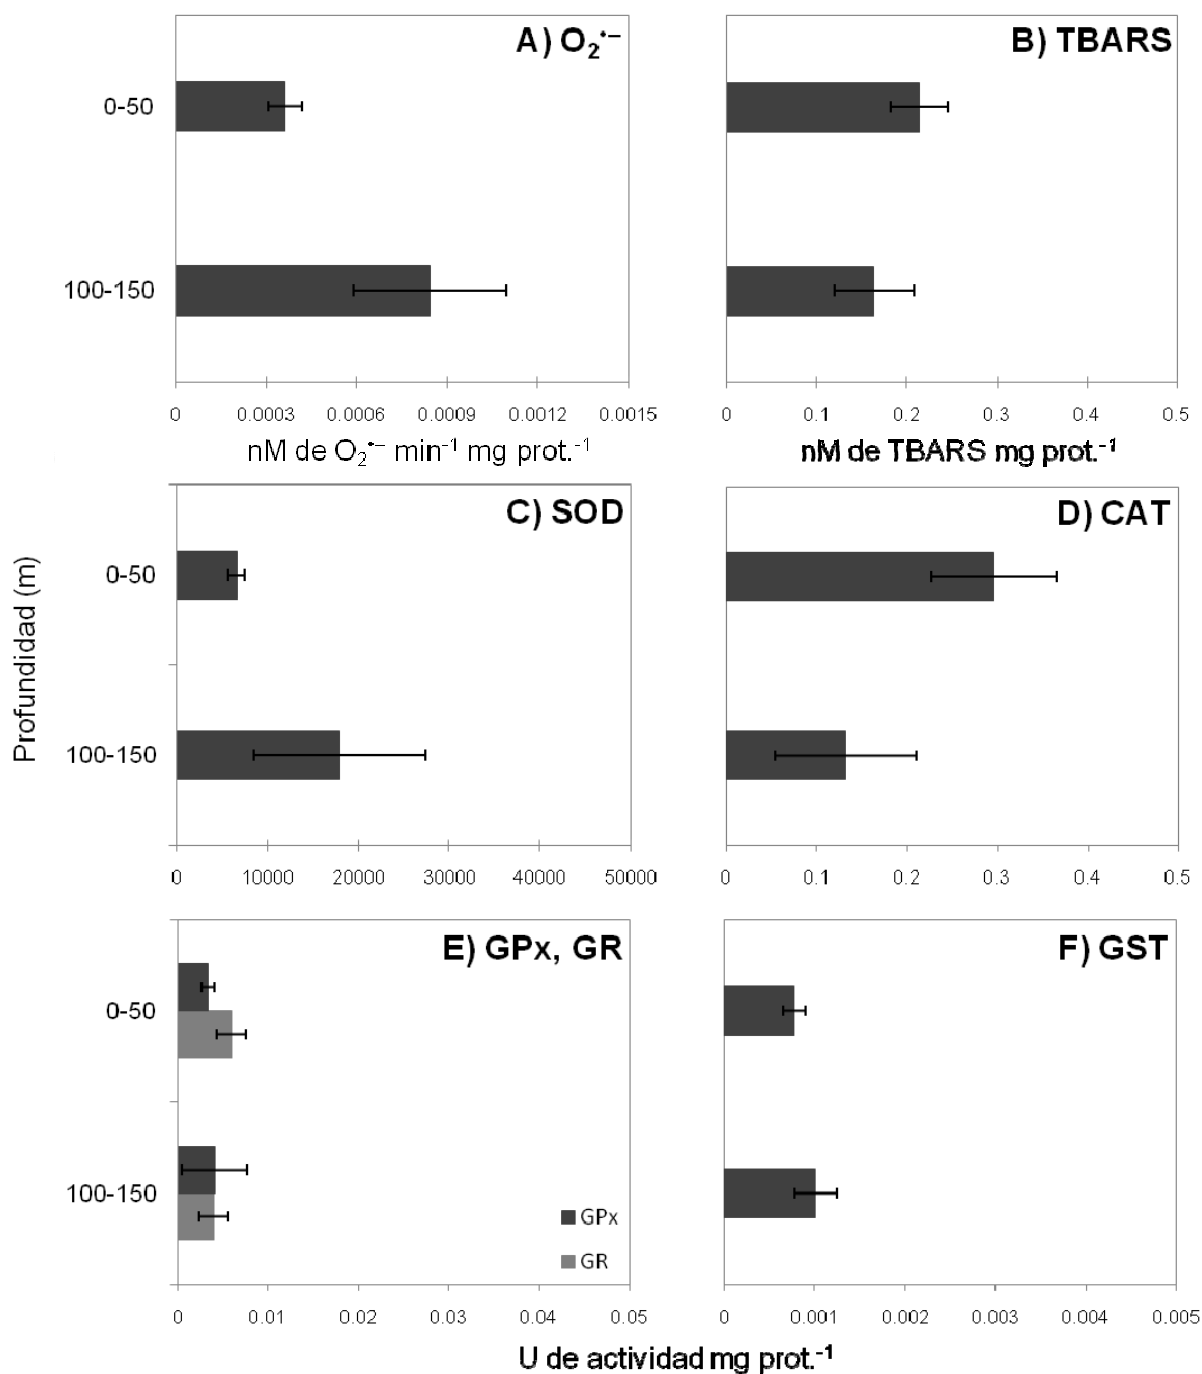 A) O₂•–
B) TBARS
0-50
100-150
0 0.0003 0.0006 0.0009 0.0012 0.0015
0 0.1 0.2 0.3 0.4 0.5
nM de O₂•– min⁻¹ mg prot.⁻¹
nM de TBARS mg prot.⁻¹
Profundidad (m)
C) SOD
D) CAT
0-50
100-150
0 10000 20000 30000 40000 50000
0 0.1 0.2 0.3 0.4 0.5
E) GPx, GR
F) GST
0-50
100-150
GPx
GR
0 0.01 0.02 0.03 0.04 0.05
0 0.001 0.002 0.003 0.004 0.005
U de actividad mg prot.⁻¹